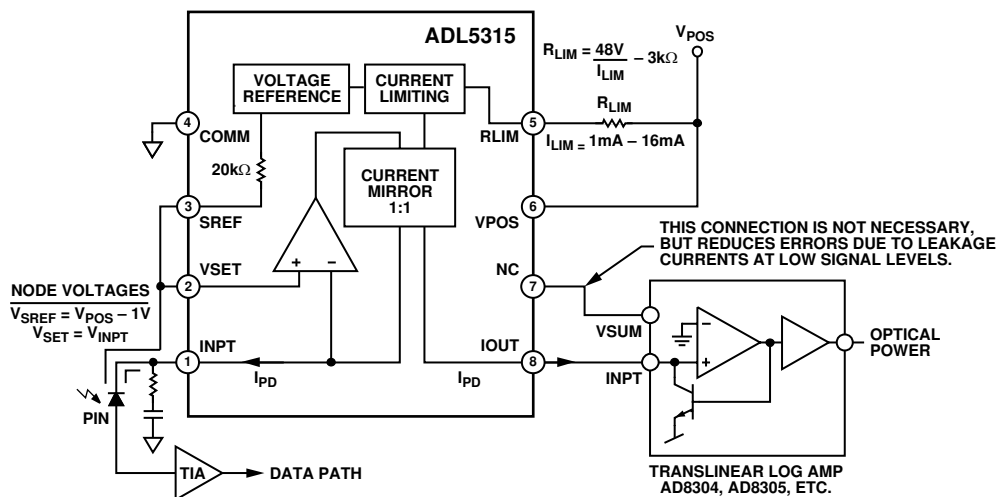 ADL5315
VOLTAGE
REFERENCE
CURRENT
LIMITING
R_LIM = 48V / I_LIM – 3kΩ
V_POS
R_LIM
I_LIM = 1mA – 16mA
4
COMM
5
RLIM
20kΩ
CURRENT
MIRROR
1:1
3
SREF
6
VPOS
THIS CONNECTION IS NOT NECESSARY,
BUT REDUCES ERRORS DUE TO LEAKAGE
CURRENTS AT LOW SIGNAL LEVELS.
2
VSET
+ –
NC
7
NODE VOLTAGES
V_SREF = V_POS – 1V
V_SET = V_INPT
VSUM
1
INPT
I_PD
IOUT
8
I_PD
INPT
–
+
OPTICAL
POWER
PIN
TIA
DATA PATH
TRANSLINEAR LOG AMP
AD8304, AD8305, ETC.